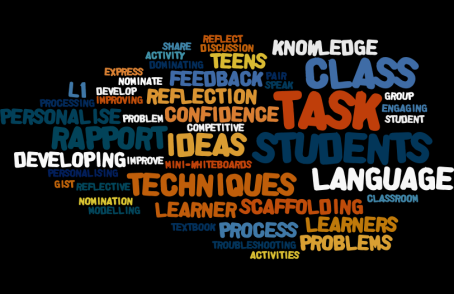 REFLECT
SHARE DISCUSSION KNOWLEDGE
ACTIVITY TEENS
DOMINATING
EXPRESS FEEDBACK PAIR CLASS
NOMINATE SPEAK
L1 DEVELOP REFLECTION TASK GROUP
PROCESSING IMPROVING ENGAGING
PERSONALISE PROBLEM CONFIDENCE STUDENT
COMPETITIVE
RAPPORT IDEAS STUDENTS
DEVELOPING IMPROVE MINI-WHITEBOARDS
PERSONALISING LANGUAGE
GIST REFLECTIVE TECHNIQUES
NOMINATION CLASSROOM
MODELLING LEARNER SCAFFOLDING
TEXTBOOK PROCESS LEARNERS
TROUBLESHOOTING PROBLEMS
ACTIVITIES